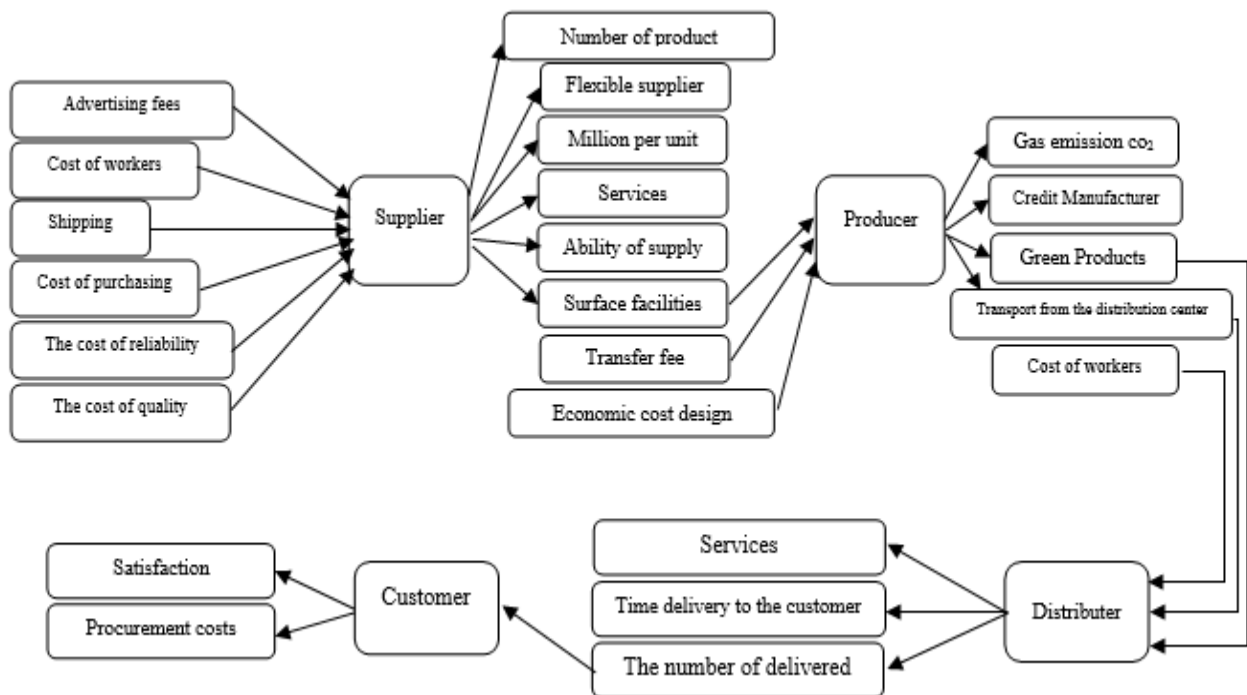 Number of product
Flexible supplier
Advertising fees
Million per unit
Gas emission co₂
Cost of workers
Services
Credit Manufacturer
Supplier
Producer
Shipping
Ability of supply
Green Products
Cost of purchasing
Surface facilities
Transport from the distribution center
The cost of reliability
Transfer fee
Cost of workers
The cost of quality
Economic cost design
Services
Satisfaction
Customer
Time delivery to the customer
Distributer
Procurement costs
The number of delivered